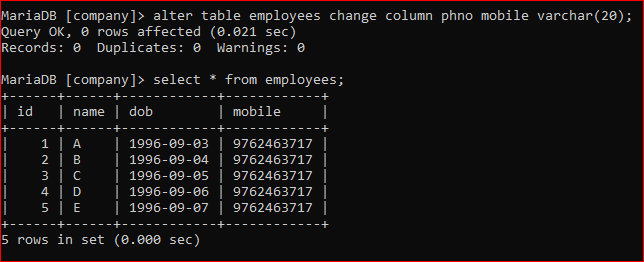 MariaDB [company]> alter table employees change column phno mobile varchar(20);
Query OK, 0 rows affected (0.021 sec)
Records: 0  Duplicates: 0  Warnings: 0
MariaDB [company]> select * from employees;
+------+------+------------+------------+
| id   | name | dob        | mobile     |
+------+------+------------+------------+
|    1 | A    | 1996-09-03 | 9762463717 |
|    2 | B    | 1996-09-04 | 9762463717 |
|    3 | C    | 1996-09-05 | 9762463717 |
|    4 | D    | 1996-09-06 | 9762463717 |
|    5 | E    | 1996-09-07 | 9762463717 |
+------+------+------------+------------+
5 rows in set (0.000 sec)